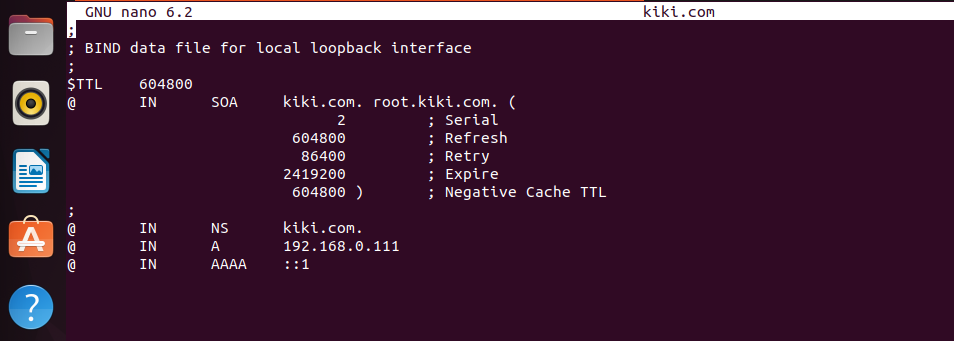 GNU nano 6.2 kiki.com
;
; BIND data file for local loopback interface
;
$TTL 604800
@ IN SOA kiki.com. root.kiki.com. (
2 ; Serial
604800 ; Refresh
86400 ; Retry
2419200 ; Expire
604800 ) ; Negative Cache TTL
;
@ IN NS kiki.com.
@ IN A 192.168.0.111
@ IN AAAA ::1